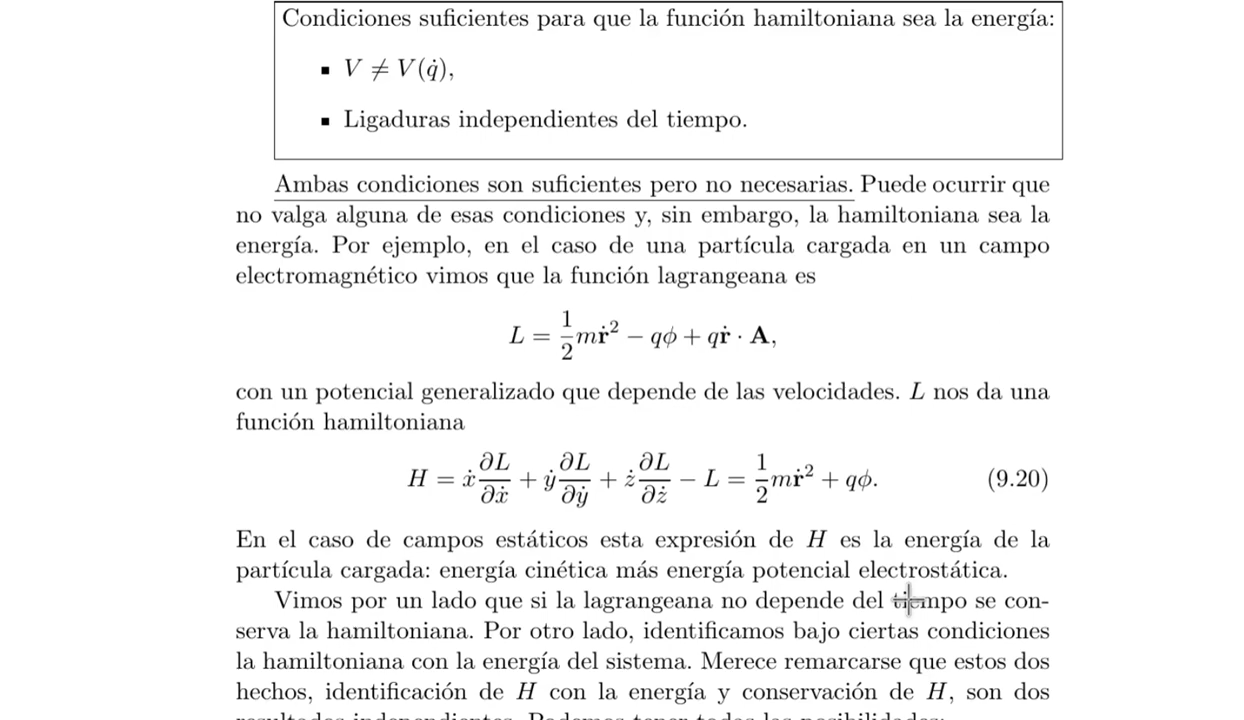 Condiciones suficientes para que la función hamiltoniana sea la energía:
▪ V ≠ V(q̇),
▪ Ligaduras independientes del tiempo.
Ambas condiciones son suficientes pero no necesarias. Puede ocurrir que
no valga alguna de esas condiciones y, sin embargo, la hamiltoniana sea la
energía. Por ejemplo, en el caso de una partícula cargada en un campo
electromagnético vimos que la función lagrangeana es
L = 1/2 mṙ² − qϕ + qṙ · A,
con un potencial generalizado que depende de las velocidades. L nos da una
función hamiltoniana
H = ẋ ∂L/∂ẋ + ẏ ∂L/∂ẏ + ż ∂L/∂ż − L = 1/2 mṙ² + qϕ. (9.20)
En el caso de campos estáticos esta expresión de H es la energía de la
partícula cargada: energía cinética más energía potencial electrostática.
Vimos por un lado que si la lagrangeana no depende del tiempo se con-
serva la hamiltoniana. Por otro lado, identificamos bajo ciertas condiciones
la hamiltoniana con la energía del sistema. Merece remarcarse que estos dos
hechos, identificación de H con la energía y conservación de H, son dos
resultados independientes. Podemos tener todas las posibilidades: